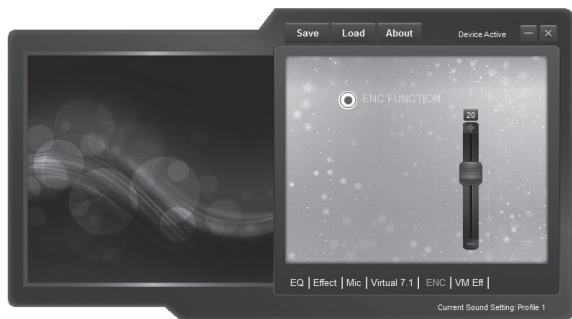 Save Load About Device Active
ENC FUNCTION
20
EQ | Effect | Mic | Virtual 7.1 | ENC | VM Eff |
Current Sound Setting: Profile 1